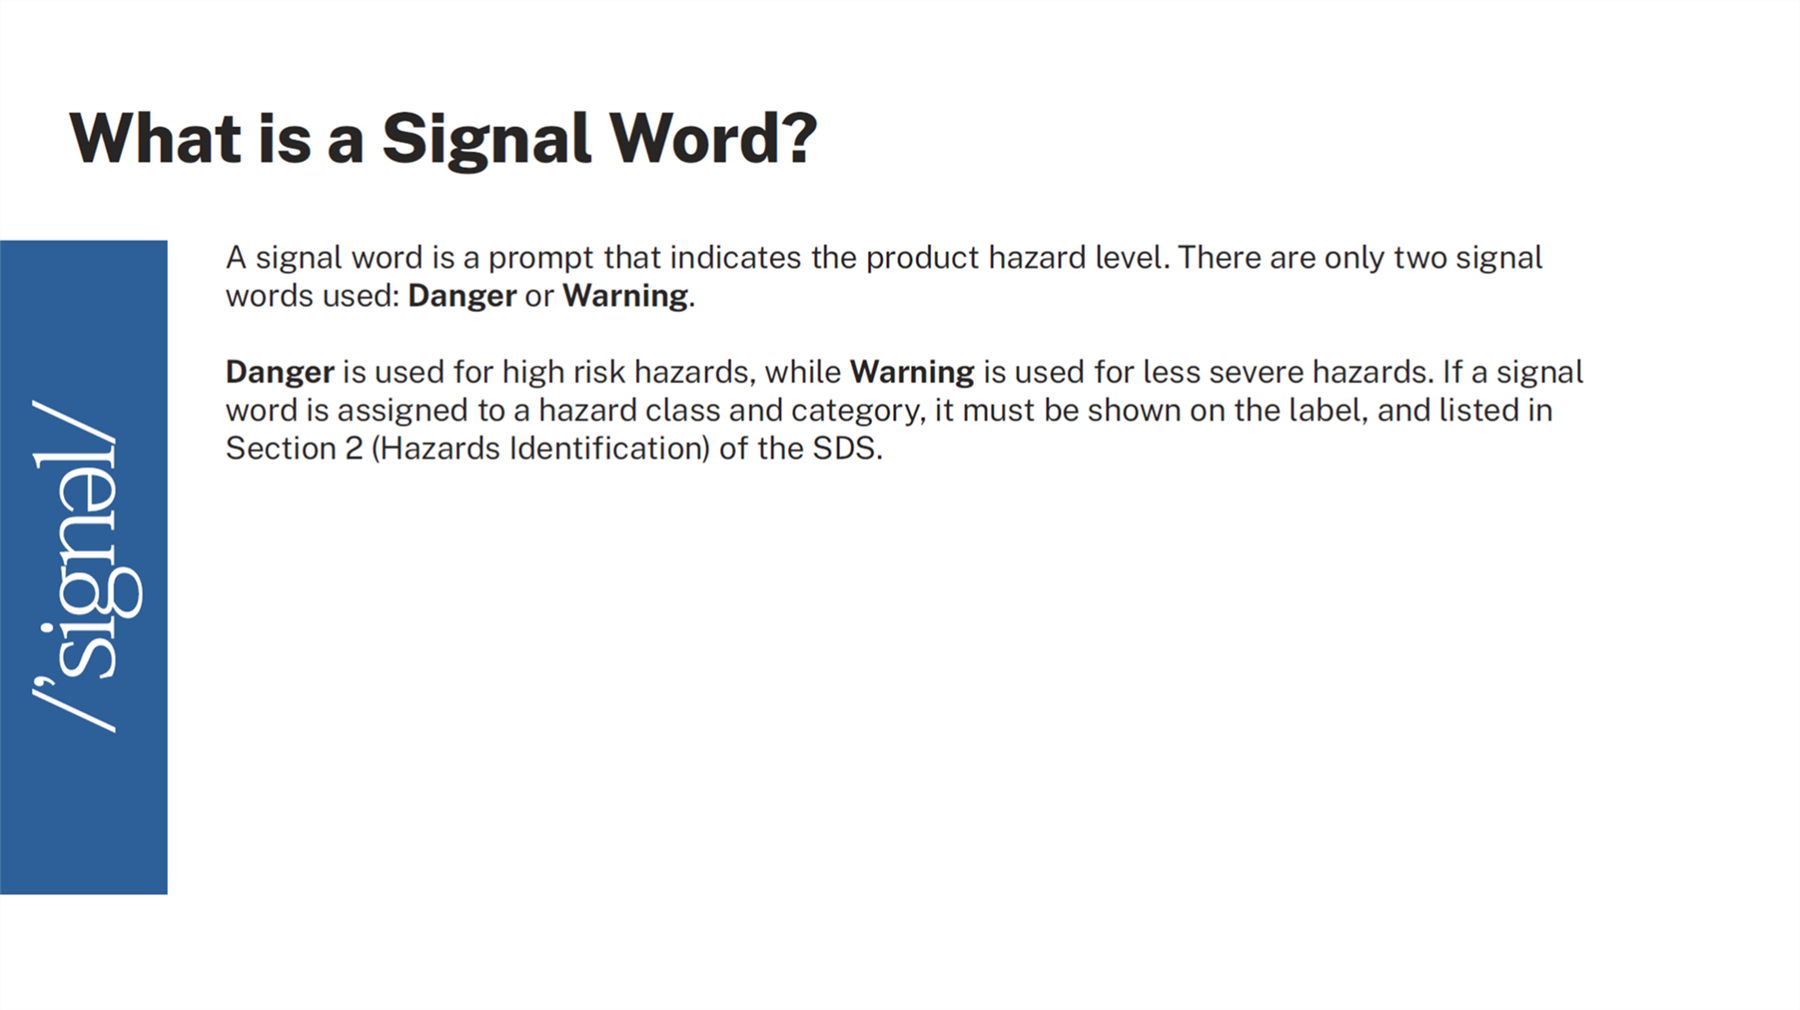 What is a Signal Word?
A signal word is a prompt that indicates the product hazard level. There are only two signal
words used: Danger or Warning.
Danger is used for high risk hazards, while Warning is used for less severe hazards. If a signal
word is assigned to a hazard class and category, it must be shown on the label, and listed in
Section 2 (Hazards Identification) of the SDS.
/’signəl/